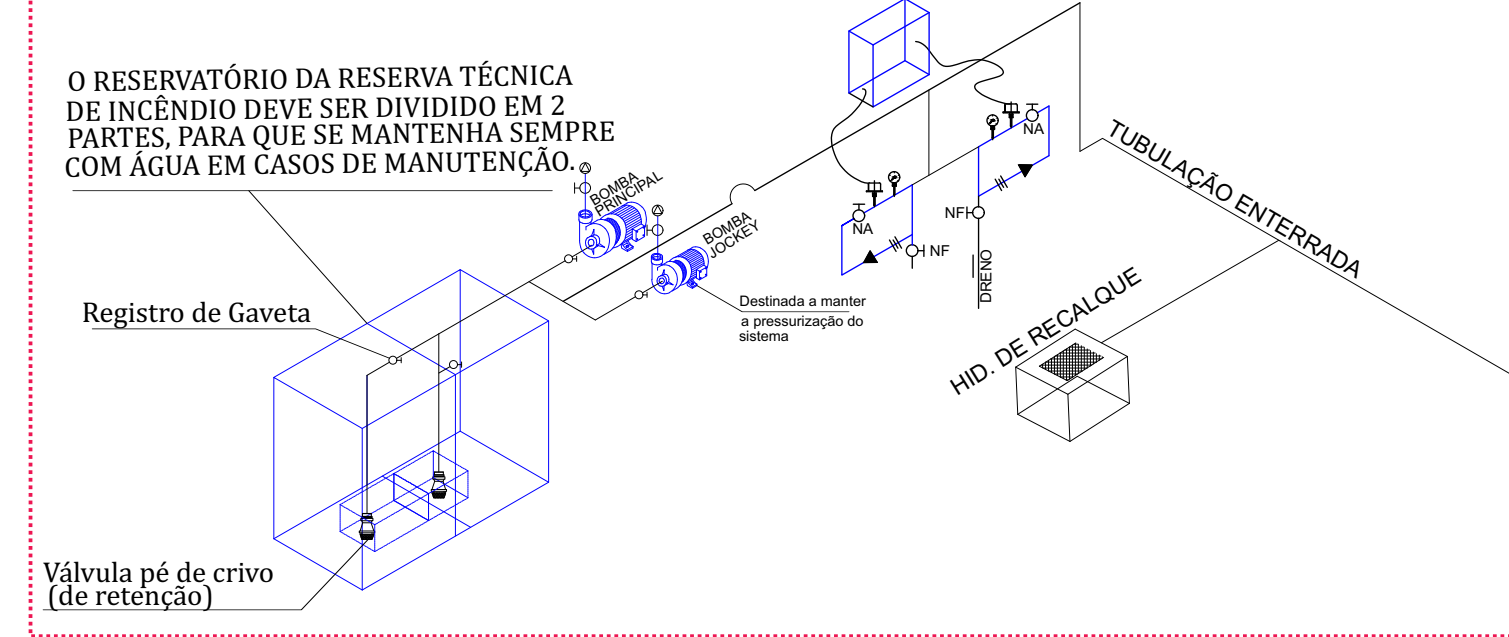 O RESERVATÓRIO DA RESERVA TÉCNICA
DE INCÊNDIO DEVE SER DIVIDIDO EM 2
PARTES, PARA QUE SE MANTENHA SEMPRE
COM ÁGUA EM CASOS DE MANUTENÇÃO.
BOMBA
PRINCIPAL
BOMBA
JOCKEY
NA
NA
NF
NF
DRENO
TUBULAÇÃO ENTERRADA
Registro de Gaveta
Destinada a manter
a pressurização do
sistema
HID. DE RECALQUE
Válvula pé de crivo
(de retenção)